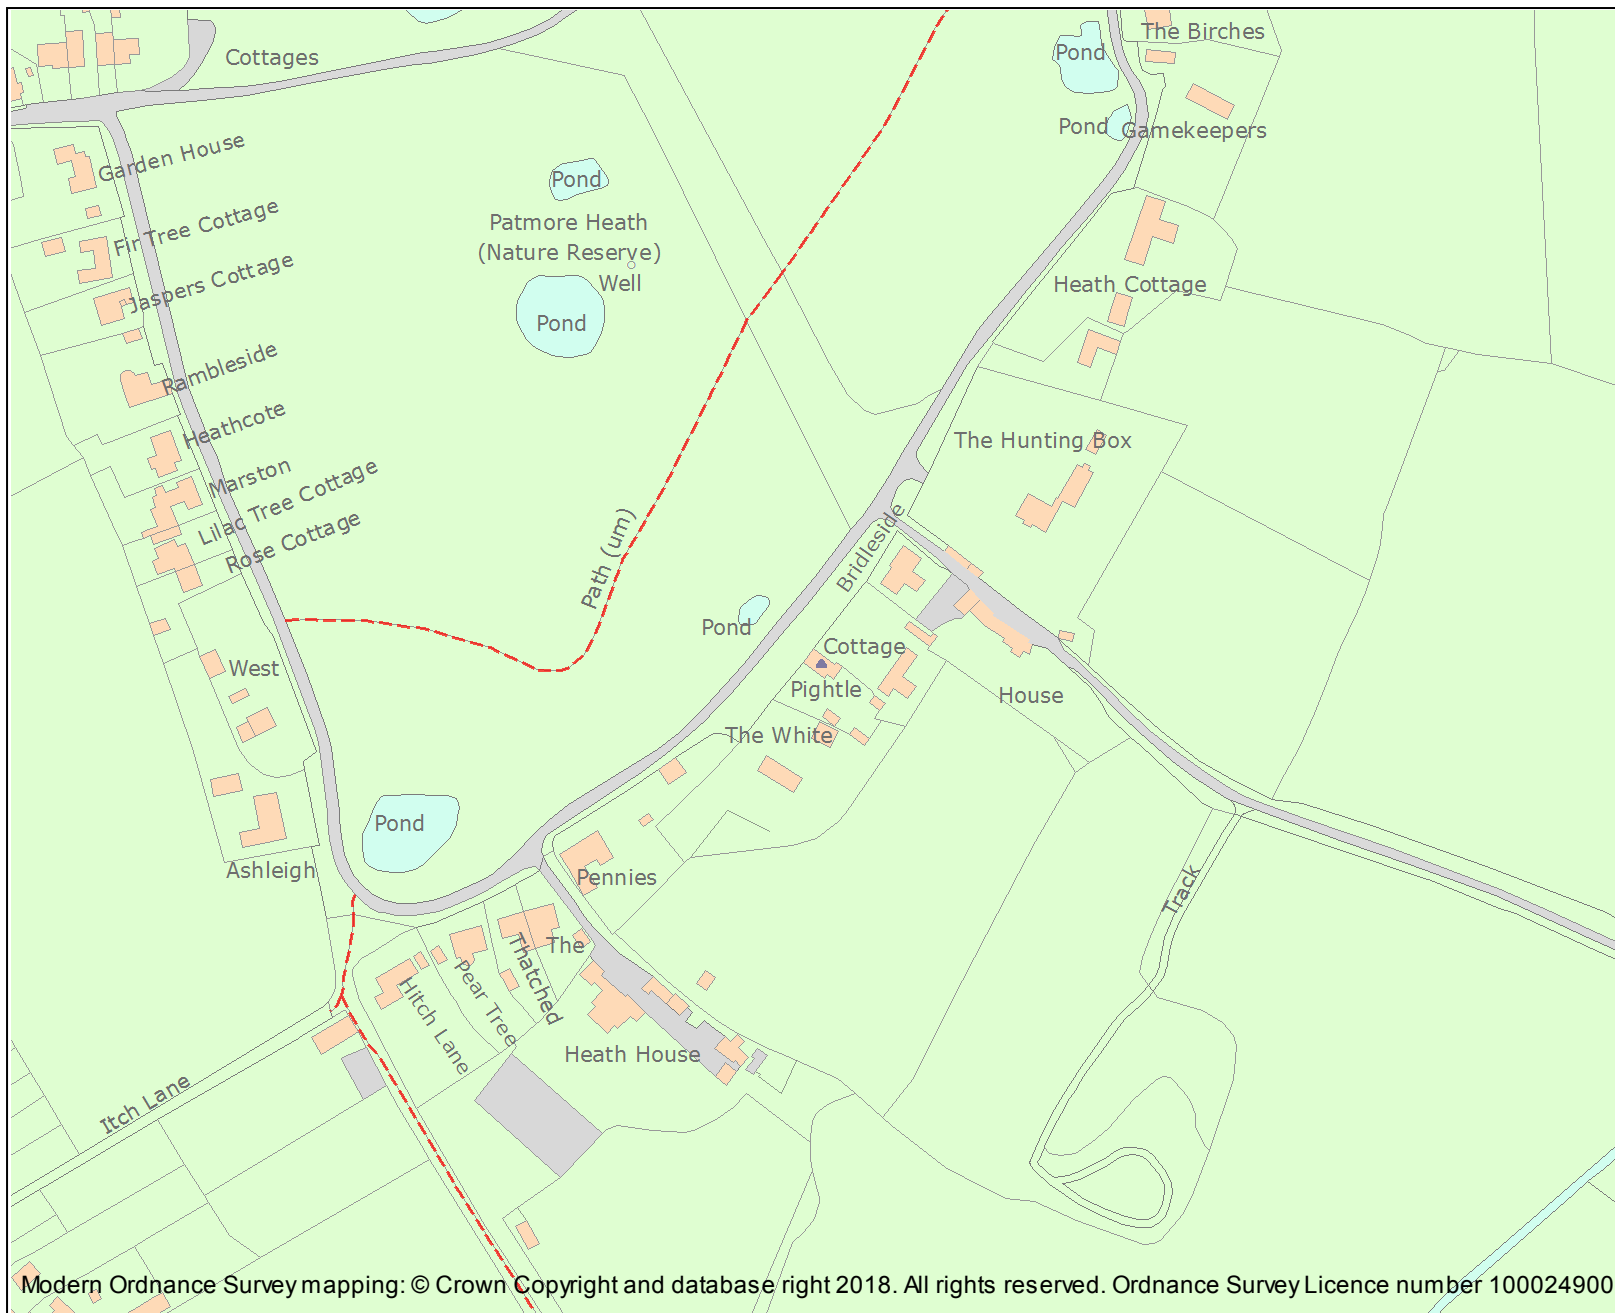 The Birches
Cottages
Pond
Pond
Gamekeepers
Garden House
Pond
Fir Tree Cottage
Patmore Heath
(Nature Reserve)
Well
Jaspers Cottage
Heath Cottage
Pond
Rambleside
Heathcote
The Hunting Box
Marston
Lilac Tree Cottage
Rose Cottage
Path (um)
Bridleside
Pond
Cottage
West
Pightle
House
The White
Pond
Ashleigh
Pennies
Track
The
Thatched
Pear Tree
Hitch Lane
Heath House
Itch Lane
Modern Ordnance Survey mapping: © Crown Copyright and database right 2018. All rights reserved. Ordnance Survey Licence number 100024900